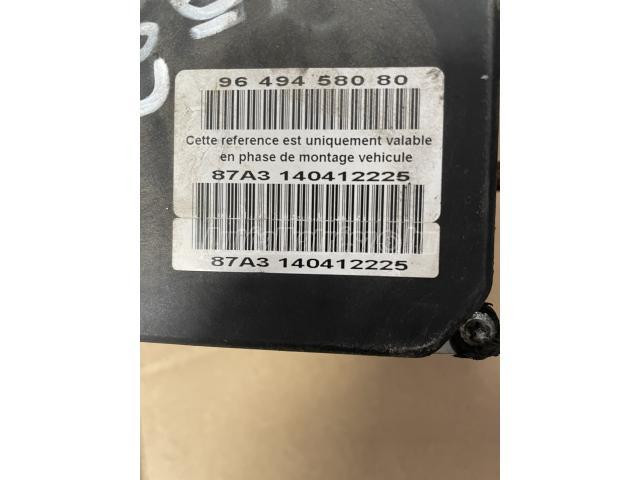 96 494 580 80
Cette reference est uniquement valable
en phase de montage vehicule
87A3 140412225
87A3 140412225